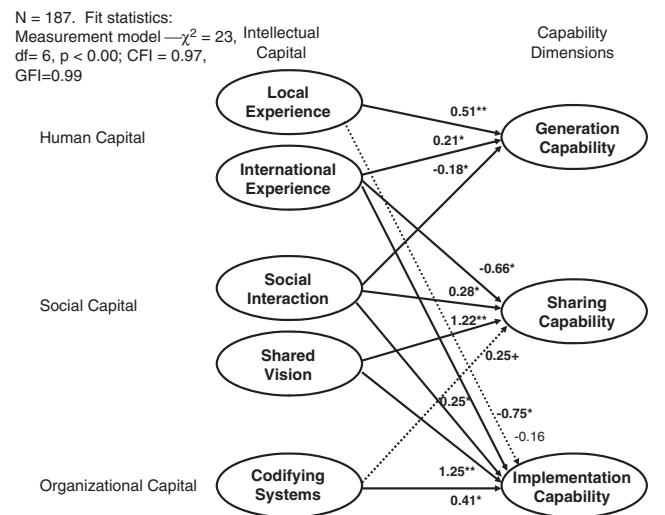 N = 187. Fit statistics:
Measurement model —χ² = 23,
df= 6, p < 0.00; CFI = 0.97,
GFI=0.99
Intellectual
Capital
Capability
Dimensions
Human Capital
Local
Experience
International
Experience
0.51**
0.21*
-0.18*
Generation
Capability
Social Capital
Social
Interaction
Shared
Vision
-0.66*
0.28*
1.22**
0.25+
Sharing
Capability
-0.25*
-0.75*
-0.16
Organizational Capital
Codifying
Systems
1.25**
0.41*
Implementation
Capability